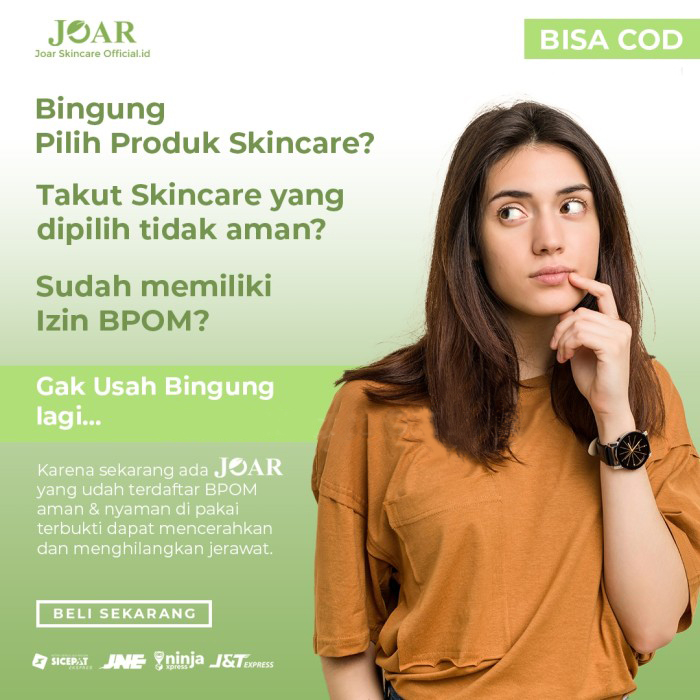 JOAR
Joar Skincare Official.id
BISA COD
Bingung
Pilih Produk Skincare?
Takut Skincare yang
dipilih tidak aman?
Sudah memiliki
Izin BPOM?
Gak Usah Bingung
lagi...
Karena sekarang ada JOAR
yang udah terdaftar BPOM
aman & nyaman di pakai
terbukti dapat mencerahkan
dan menghilangkan jerawat.
BELI SEKARANG
SICEPAT EXPRESS JNE ninja xpress J&T EXPRESS